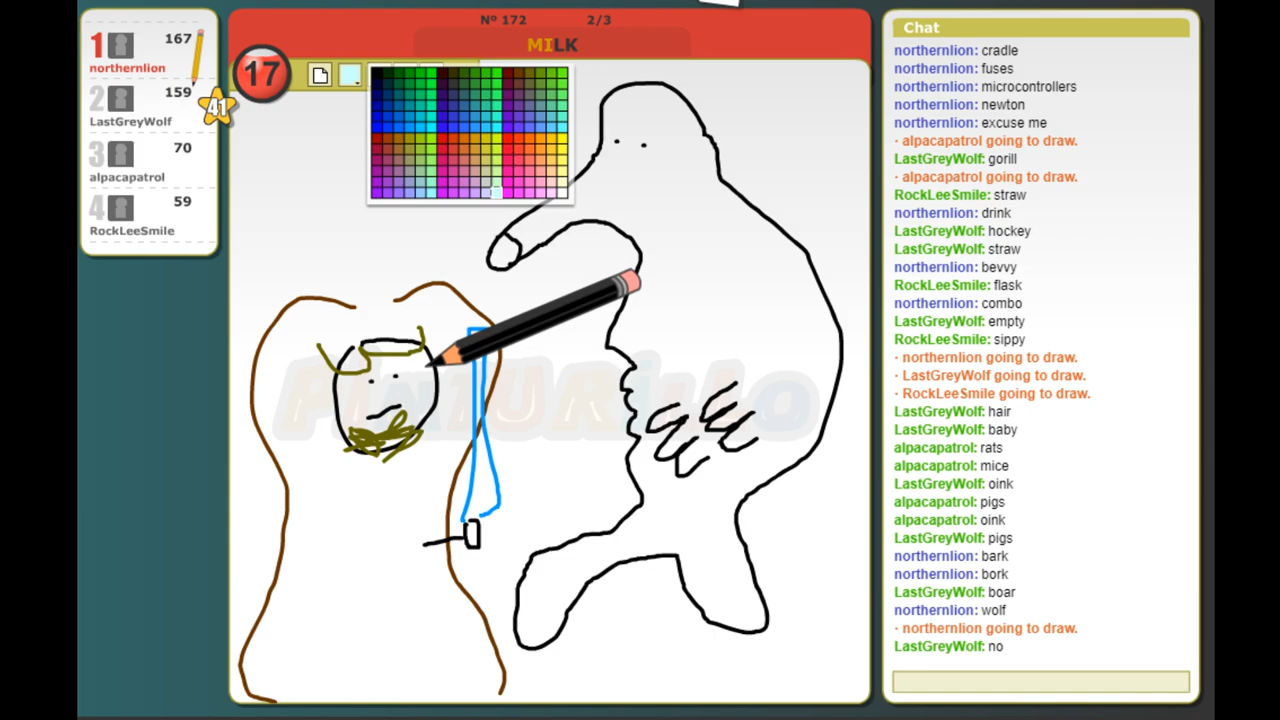 Nº 172 2/3
MILK
17
1 167
northernlion
2 159
41
LastGreyWolf
3 70
alpacapatrol
4 59
RockLeeSmile
PINTURILLO
Chat
northernlion: cradle
northernlion: fuses
northernlion: microcontrollers
northernlion: newton
northernlion: excuse me
· alpacapatrol going to draw.
LastGreyWolf: gorill
· alpacapatrol going to draw.
RockLeeSmile: straw
northernlion: drink
LastGreyWolf: hockey
LastGreyWolf: straw
northernlion: bevvy
RockLeeSmile: flask
northernlion: combo
LastGreyWolf: empty
RockLeeSmile: sippy
· northernlion going to draw.
· LastGreyWolf going to draw.
· RockLeeSmile going to draw.
LastGreyWolf: hair
LastGreyWolf: baby
alpacapatrol: rats
alpacapatrol: mice
LastGreyWolf: oink
alpacapatrol: pigs
alpacapatrol: oink
LastGreyWolf: pigs
northernlion: bark
northernlion: bork
LastGreyWolf: boar
northernlion: wolf
· northernlion going to draw.
LastGreyWolf: no